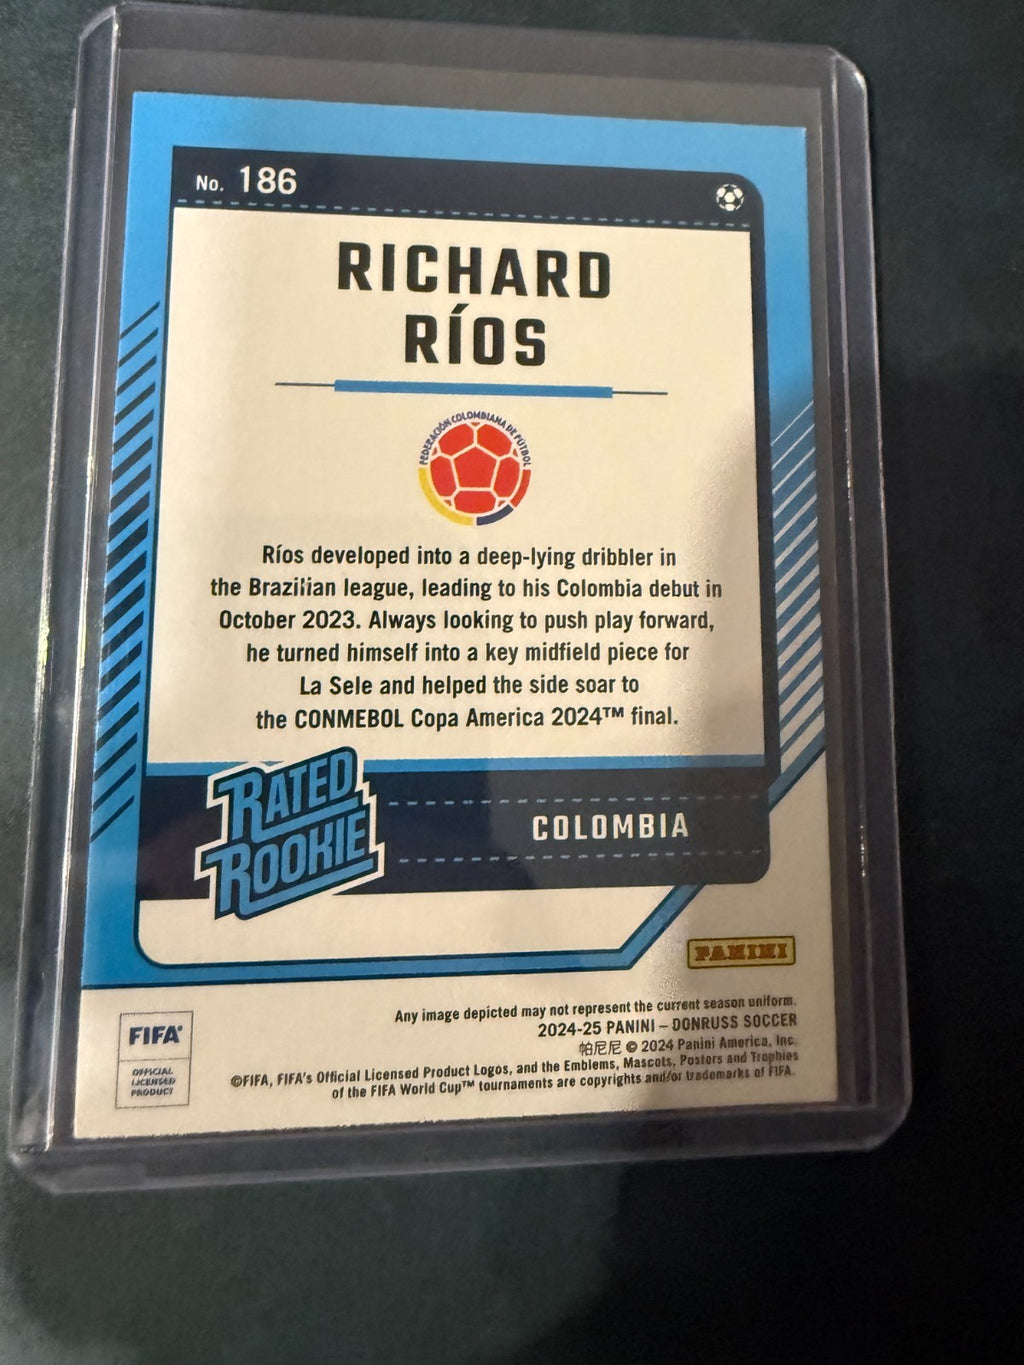 No. 186
RICHARD
RÍOS
FEDERACIÓN COLOMBIANA DE FÚTBOL
Ríos developed into a deep-lying dribbler in
the Brazilian league, leading to his Colombia debut in
October 2023. Always looking to push play forward,
he turned himself into a key midfield piece for
La Sele and helped the side soar to
the CONMEBOL Copa America 2024™ final.
RATED
ROOKIE
COLOMBIA
PANINI
Any image depicted may not represent the current season uniform.
2024-25 PANINI – DONRUSS SOCCER
帕尼尼 © 2024 Panini America, Inc.
©FIFA, FIFA's Official Licensed Product Logos, and the Emblems, Mascots, Posters and Trophies
of the FIFA World Cup™ tournaments are copyrights and/or trademarks of FIFA.
FIFA
OFFICIAL
LICENSED
PRODUCT